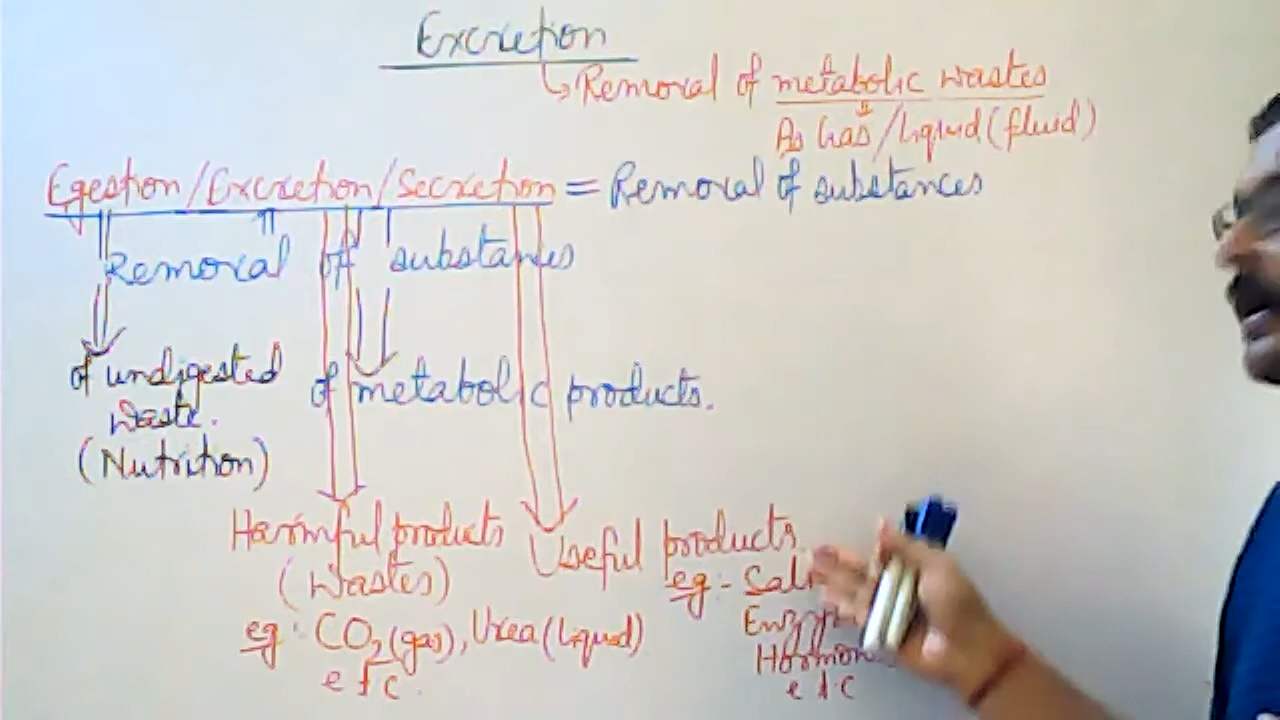 Excretion
Removal of metabolic wastes
As Gas/Liquid (fluid)
Egestion/Excretion/Secretion = Removal of substances
Removal of substances
of undigested
waste.
(Nutrition)
of metabolic products.
Harmful products
(Wastes)
eg: CO2 (gas), Urea (liquid)
etc.
Useful products
eg:-
etc